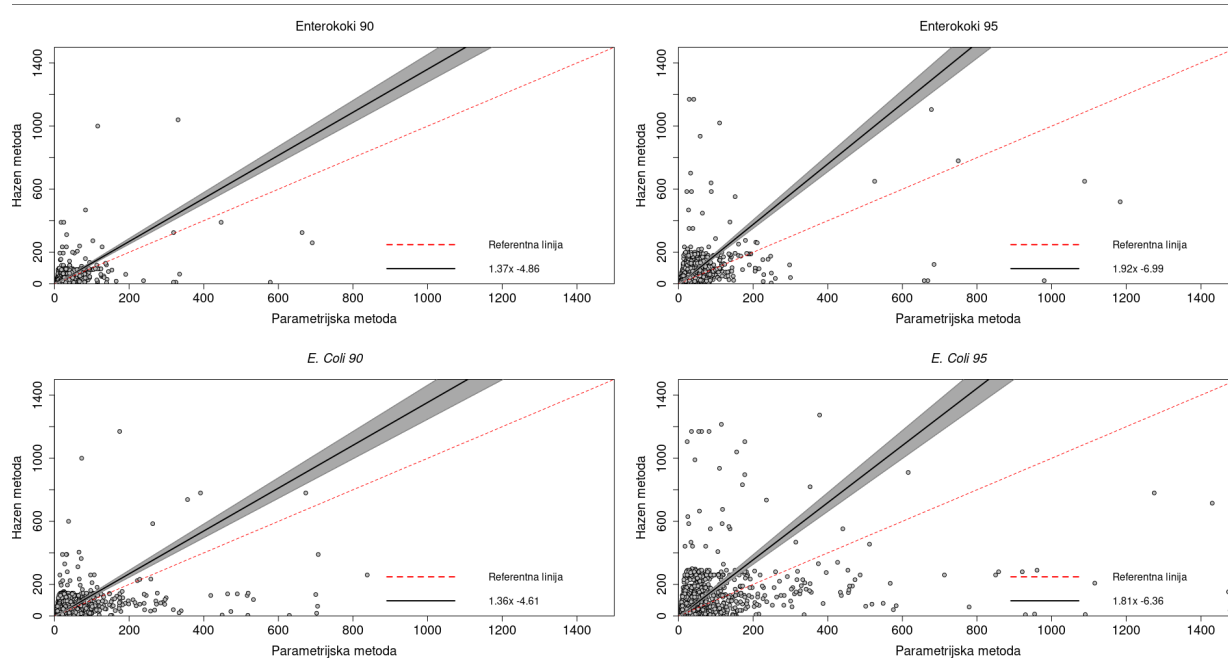 Enterokoki 90
Hazen metoda
0 200 600 1000 1400
0 200 400 600 800 1000 1200 1400
Parametrijska metoda
Referentna linija
1.37x -4.86
Enterokoki 95
Hazen metoda
0 200 600 1000 1400
0 200 400 600 800 1000 1200 1400
Parametrijska metoda
Referentna linija
1.92x -6.99
E. Coli 90
Hazen metoda
0 200 600 1000 1400
0 200 400 600 800 1000 1200 1400
Parametrijska metoda
Referentna linija
1.36x -4.61
E. Coli 95
Hazen metoda
0 200 600 1000 1400
0 200 400 600 800 1000 1200 1400
Parametrijska metoda
Referentna linija
1.81x -6.36